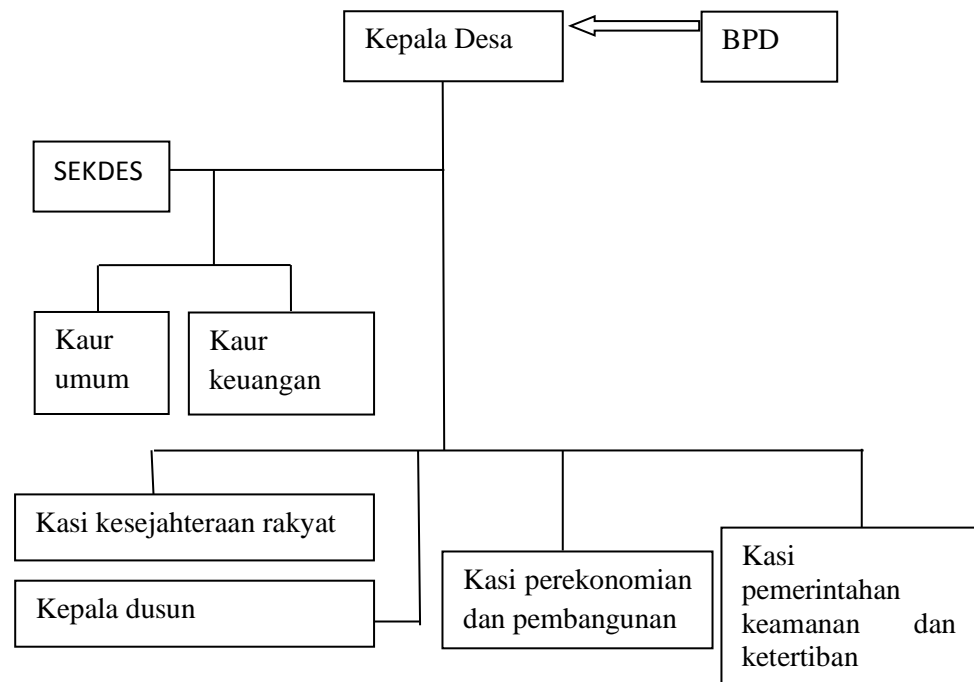 Kepala Desa
BPD
SEKDES
Kaur
umum
Kaur
keuangan
Kasi kesejahteraan rakyat
Kepala dusun
Kasi perekonomian
dan pembangunan
Kasi
pemerintahan
keamanan dan
ketertiban